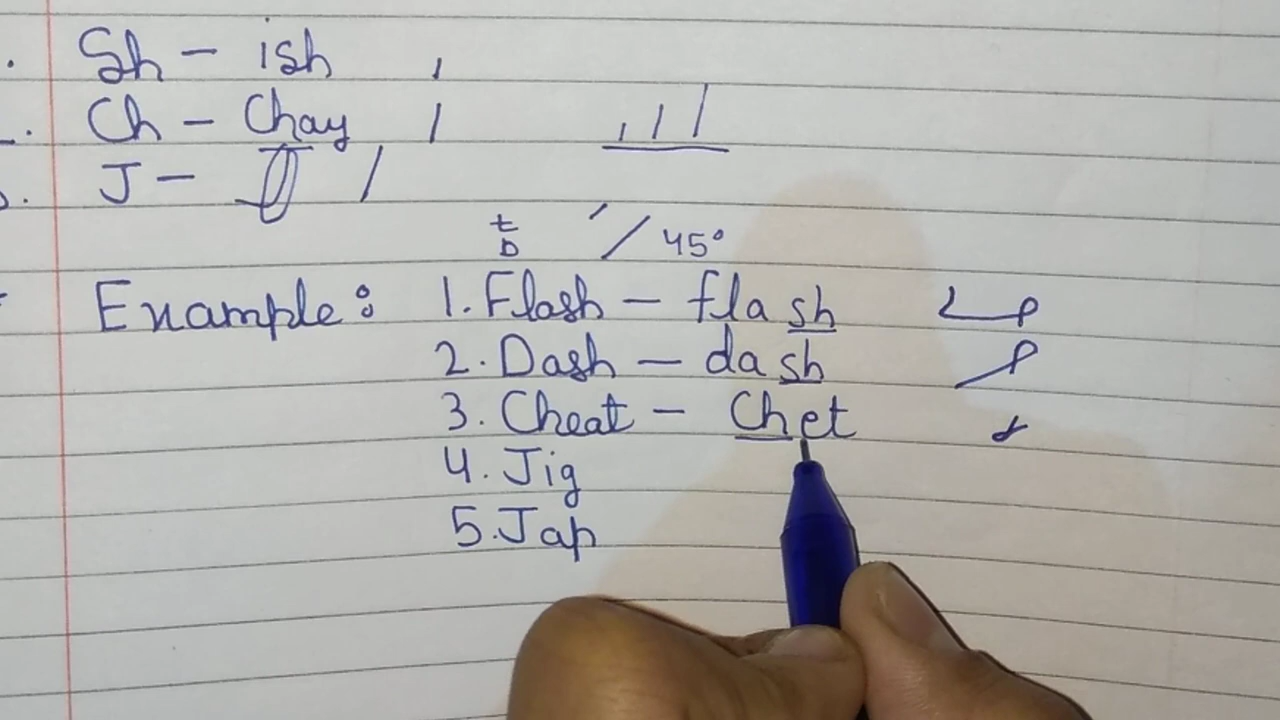 Sh - ish
Ch - Chay
J - J
t
D 45°
Example: 1. Flash - flash
2. Dash - dash
3. Cheat - Chet
4. Jig
5. Jap